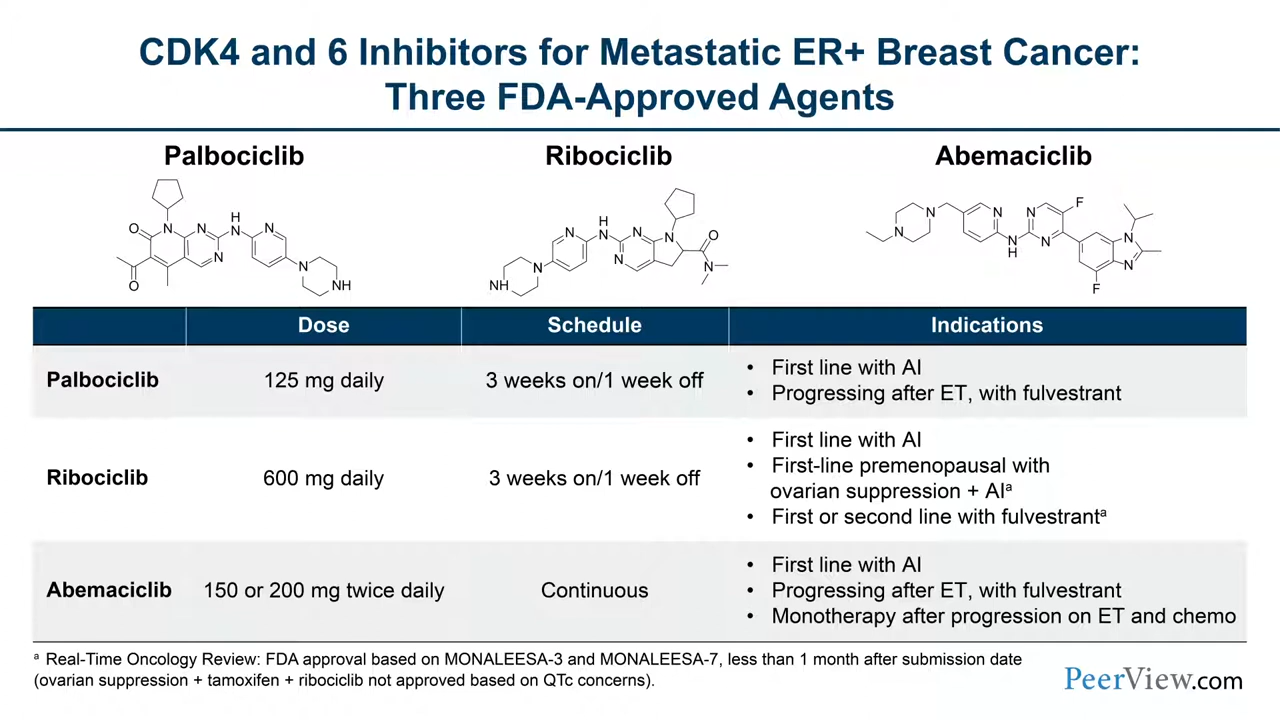 CDK4 and 6 Inhibitors for Metastatic ER+ Breast Cancer:
Three FDA-Approved Agents
Palbociclib
Ribociclib
Abemaciclib
O
N
N
H
N
N
N
O
N
NH
NH
N
N
H
N
N
N
N
O
N
N
N
N
N
H
N
N
F
N
N
F
Dose
Schedule
Indications
Palbociclib
125 mg daily
3 weeks on/1 week off
• First line with AI
• Progressing after ET, with fulvestrant
Ribociclib
600 mg daily
3 weeks on/1 week off
• First line with AI
• First-line premenopausal with
ovarian suppression + AIᵃ
• First or second line with fulvestrantᵃ
Abemaciclib
150 or 200 mg twice daily
Continuous
• First line with AI
• Progressing after ET, with fulvestrant
• Monotherapy after progression on ET and chemo
ᵃ Real-Time Oncology Review: FDA approval based on MONALEESA-3 and MONALEESA-7, less than 1 month after submission date
(ovarian suppression + tamoxifen + ribociclib not approved based on QTc concerns).
PeerView.com